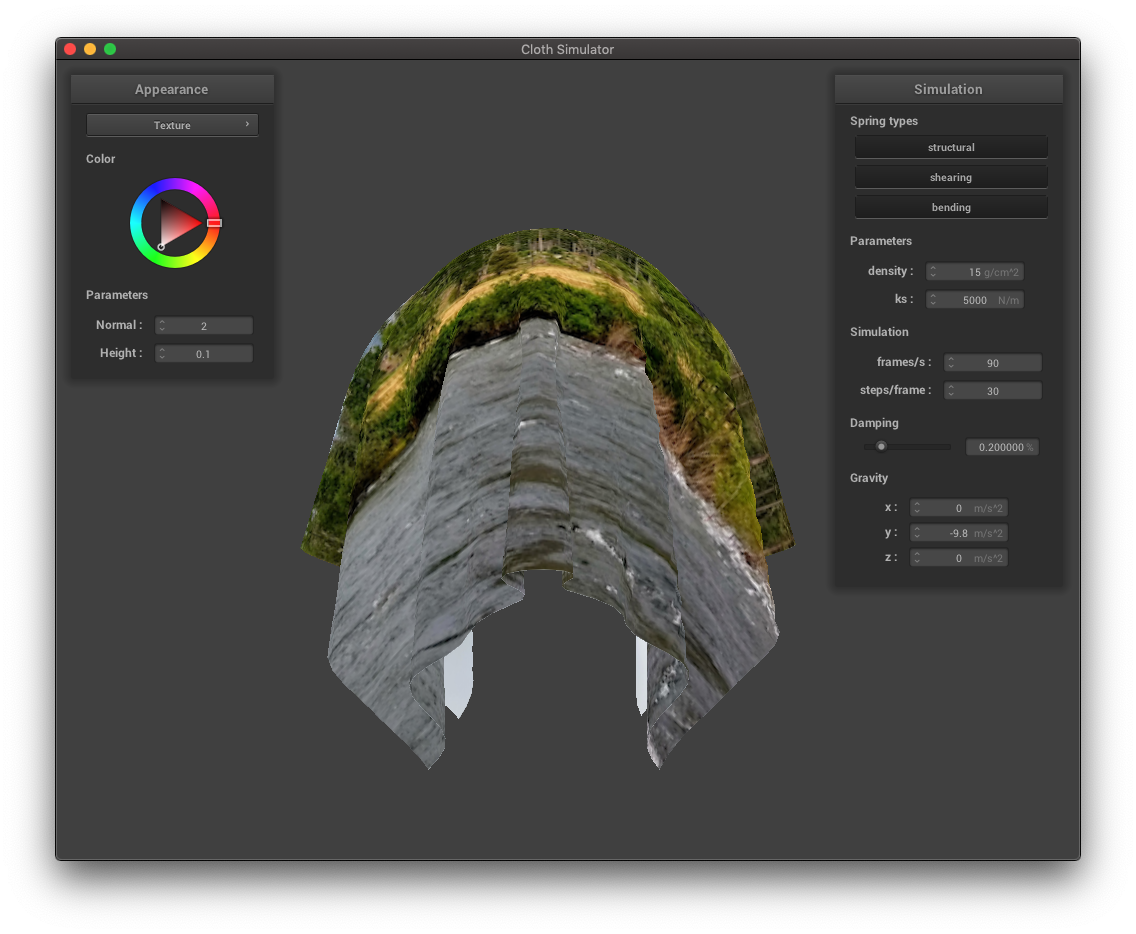 Cloth Simulator
Appearance
Texture
Color
Parameters
Normal : 2
Height : 0.1
Simulation
Spring types
structural
shearing
bending
Parameters
density : 15 g/cm^2
ks : 5000 N/m
Simulation
frames/s : 90
steps/frame : 30
Damping
0.200000 %
Gravity
x : 0 m/s^2
y : -9.8 m/s^2
z : 0 m/s^2